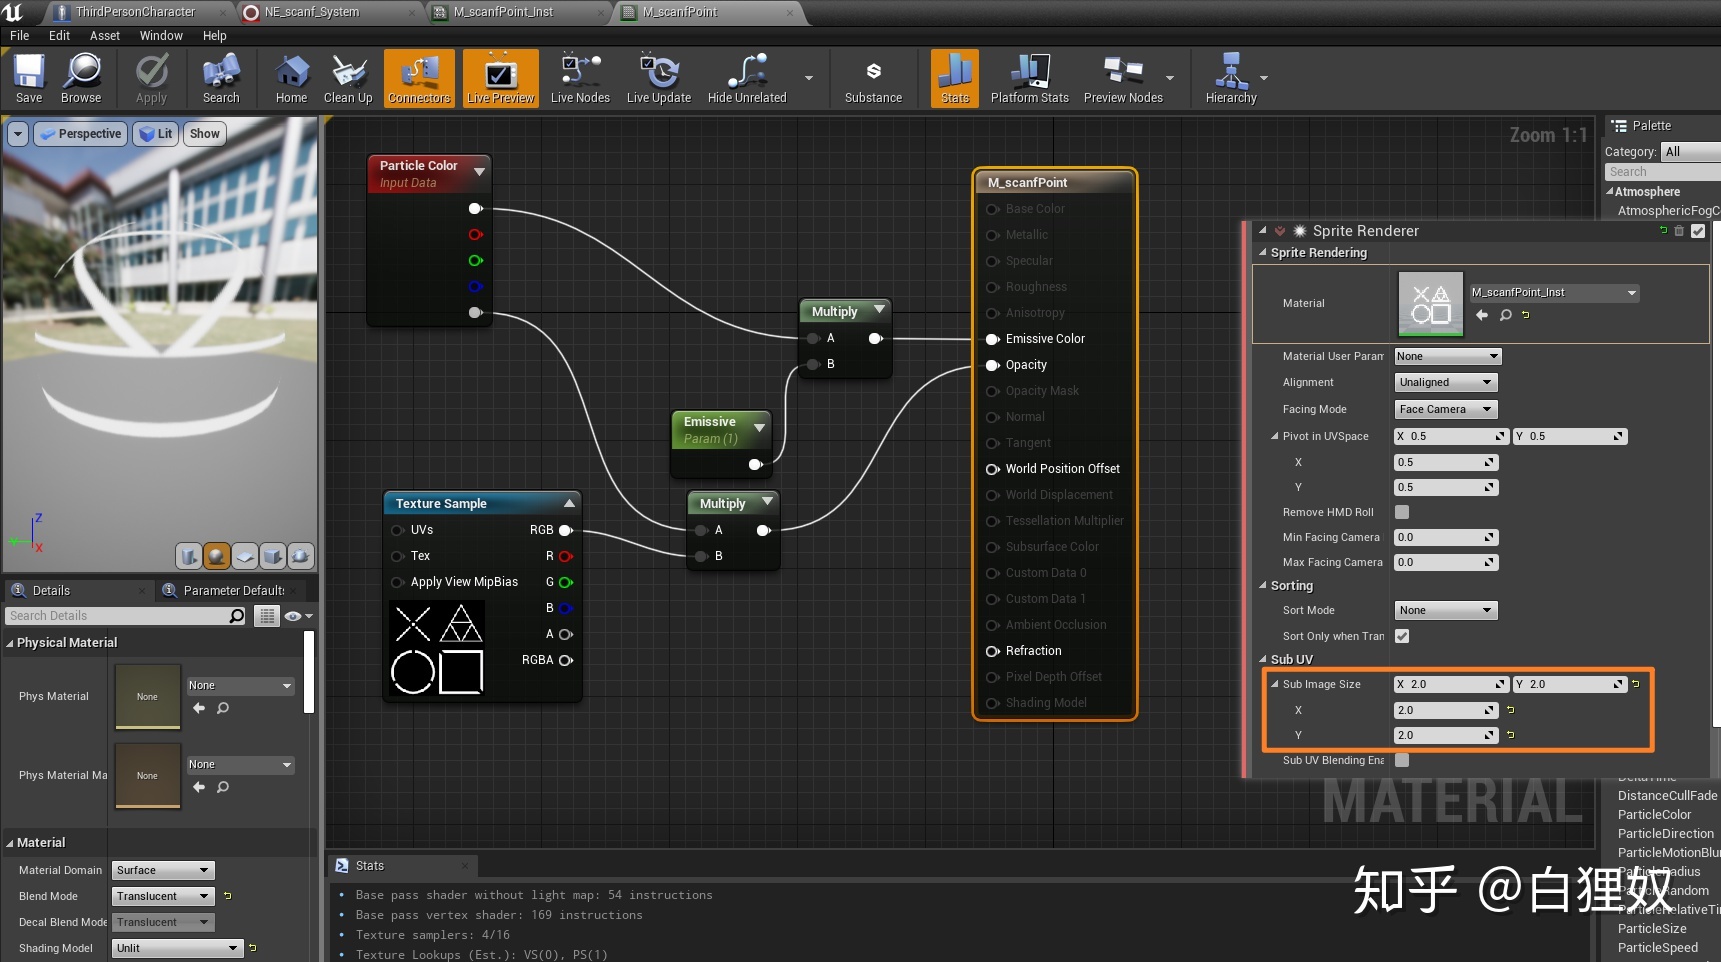 ThirdPersonCharacter
NE_scanf_System
M_scanfPoint_Inst
M_scanfPoint
File Edit Asset Window Help
Save Browse Apply Search Home Clean Up Connectors Live Preview Live Nodes Live Update Hide Unrelated Substance Stats Platform Stats Preview Nodes Hierarchy
Perspective Lit Show
Z
Y
X
Details
Parameter Defaults
Search Details
Physical Material
Phys Material
None
None
Phys Material Ma
None
None
Material
Material Domain Surface
Blend Mode Translucent
Decal Blend Mode Translucent
Shading Model Unlit
Zoom 1:1
Particle Color
Input Data
Multiply
A
B
Emissive
Param (1)
Multiply
A
B
Texture Sample
UVs RGB
Tex R
Apply View MipBias G
B
A
RGBA
M_scanfPoint
Base Color
Metallic
Specular
Roughness
Anisotropy
Emissive Color
Opacity
Opacity Mask
Normal
Tangent
World Position Offset
World Displacement
Tessellation Multiplier
Subsurface Color
Custom Data 0
Custom Data 1
Ambient Occlusion
Refraction
Pixel Depth Offset
Shading Model
MATERIAL
Stats
Base pass shader without light map: 54 instructions
Base pass vertex shader: 169 instructions
Texture samplers: 4/16
Texture Lookups (Est.): VS(0), PS(1)
Palette
Category: All
Search
Atmosphere
AtmosphericFogC
Sprite Renderer
Sprite Rendering
Material M_scanfPoint_Inst
Material User Param None
Alignment Unaligned
Facing Mode Face Camera
Pivot in UVSpace X 0.5 Y 0.5
X 0.5
Y 0.5
Remove HMD Roll
Min Facing Camera 0.0
Max Facing Camera 0.0
Sorting
Sort Mode None
Sort Only when Tran
Sub UV
Sub Image Size X 2.0 Y 2.0
X 2.0
Y 2.0
Sub UV Blending Ena
DeltaTime
DistanceCullFade
ParticleColor
ParticleDirection
ParticleMotionBlur
ParticleRadius
ParticleRandom
ParticleRelativeTi
ParticleSize
ParticleSpeed
知乎 @白狸奴